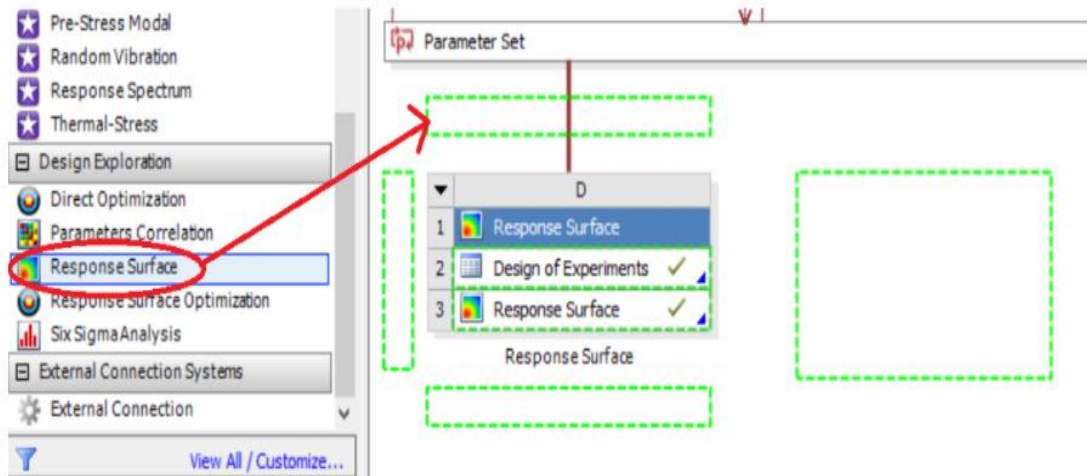 Pre-Stress Modal
Random Vibration
Response Spectrum
Thermal-Stress
Design Exploration
Direct Optimization
Parameters Correlation
Response Surface
Response Surface Optimization
Six Sigma Analysis
External Connection Systems
External Connection
View All / Customize...
Parameter Set
D
1 Response Surface
2 Design of Experiments
3 Response Surface
Response Surface